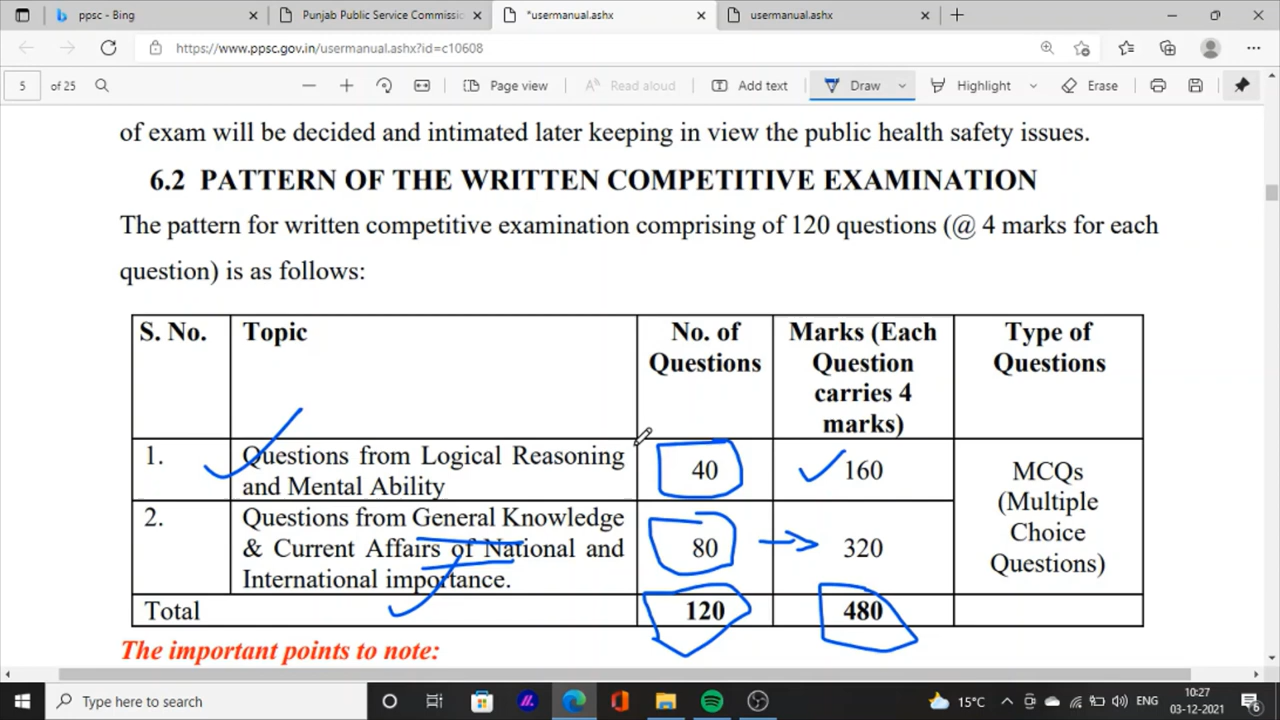 ppsc - Bing
Punjab Public Service Commissi
*usermanual.ashx
usermanual.ashx
https://www.ppsc.gov.in/usermanual.ashx?id=c10608
5 of 25
Page view
Read aloud
Add text
Draw
Highlight
Erase
of exam will be decided and intimated later keeping in view the public health safety issues.
6.2 PATTERN OF THE WRITTEN COMPETITIVE EXAMINATION
The pattern for written competitive examination comprising of 120 questions (@ 4 marks for each
question) is as follows:
S. No.
Topic
No. of
Questions
Marks (Each
Question
carries 4
marks)
Type of
Questions
1.
Questions from Logical Reasoning
and Mental Ability
40
160
MCQs
(Multiple
Choice
Questions)
2.
Questions from General Knowledge
& Current Affairs of National and
International importance.
80
320
Total
120
480
The important points to note:
Type here to search
15°C
ENG
10:27
03-12-2021
6